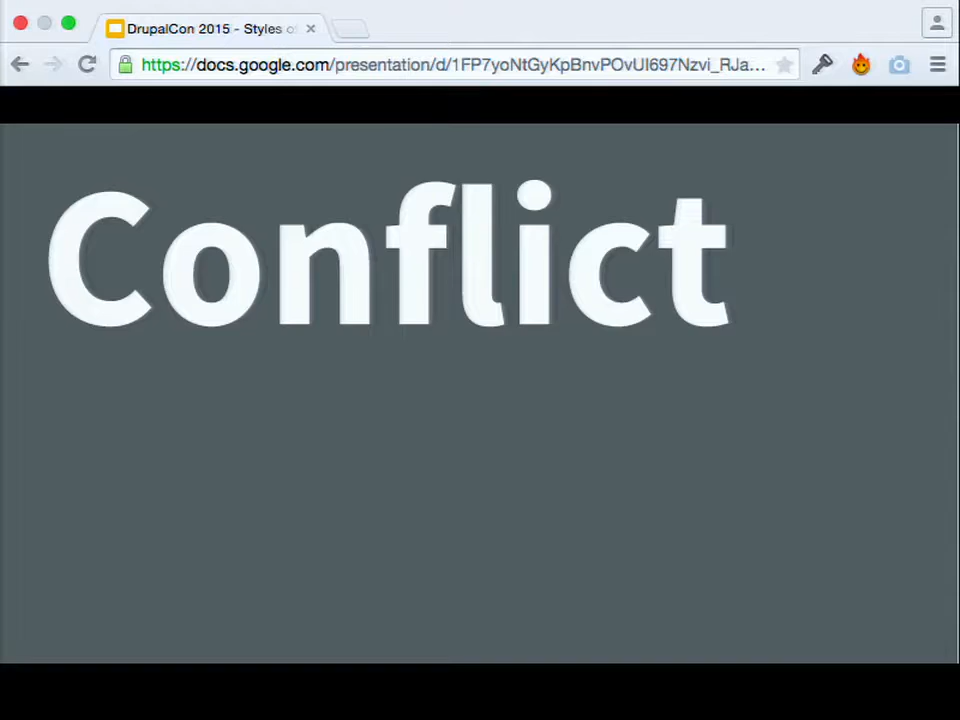 DrupalCon 2015 - Styles o
https://docs.google.com/presentation/d/1FP7yoNtGyKpBnvPOvUI697Nzvi_RJa...
Conflict